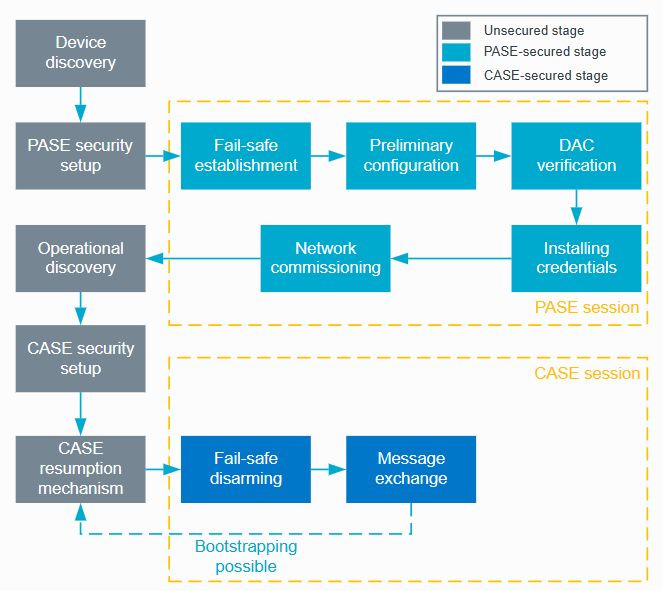 Device
discovery
Unsecured stage
PASE-secured stage
CASE-secured stage
PASE security
setup
Fail-safe
establishment
Preliminary
configuration
DAC
verification
Operational
discovery
Network
commissioning
Installing
credentials
PASE session
CASE security
setup
CASE session
CASE
resumption
mechanism
Fail-safe
disarming
Message
exchange
Bootstrapping
possible